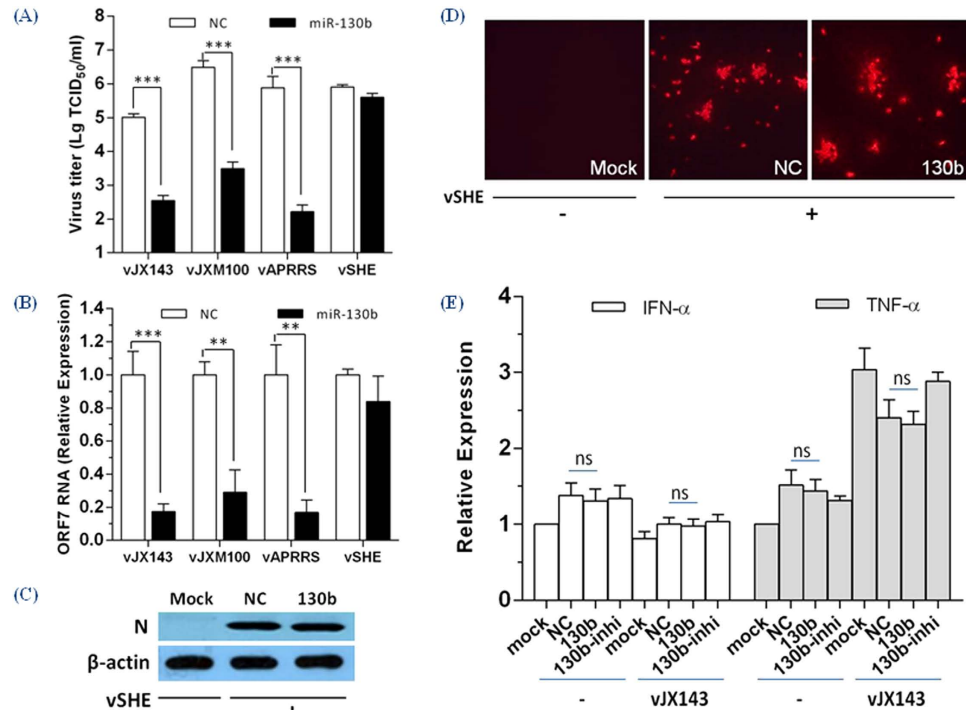 (A)
NC
miR-130b
Virus titer (Lg TCID50/ml)
8
7
6
5
4
3
2
1
***
***
***
vJX143
vJXM100
vAPRRS
vSHE
(B)
NC
miR-130b
ORF7 RNA (Relative Expression)
1.4
1.2
1.0
0.8
0.6
0.4
0.2
0.0
***
**
**
vJX143
vJXM100
vAPRRS
vSHE
(C)
Mock NC 130b
N
β-actin
vSHE
+
(D)
Mock
NC
130b
vSHE
-
+
(E)
IFN-α
TNF-α
Relative Expression
4
3
2
1
0
ns
ns
ns
ns
mock
NC
130b
130b-inhi
mock
NC
130b
130b-inhi
mock
NC
130b
130b-inhi
mock
NC
130b
130b-inhi
-
vJX143
-
vJX143